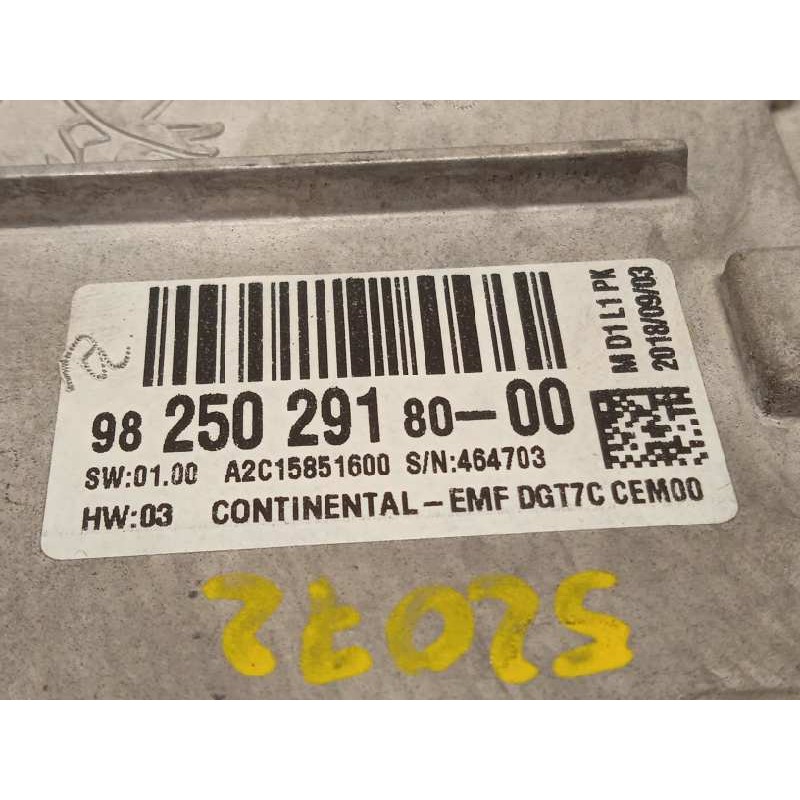 M D1 L1 PK
2018/09/03
98 250 291 80-00
SW:01.00 A2C15851600 S/N:464703
HW:03 CONTINENTAL-EMF DGT7C CEM00
52072